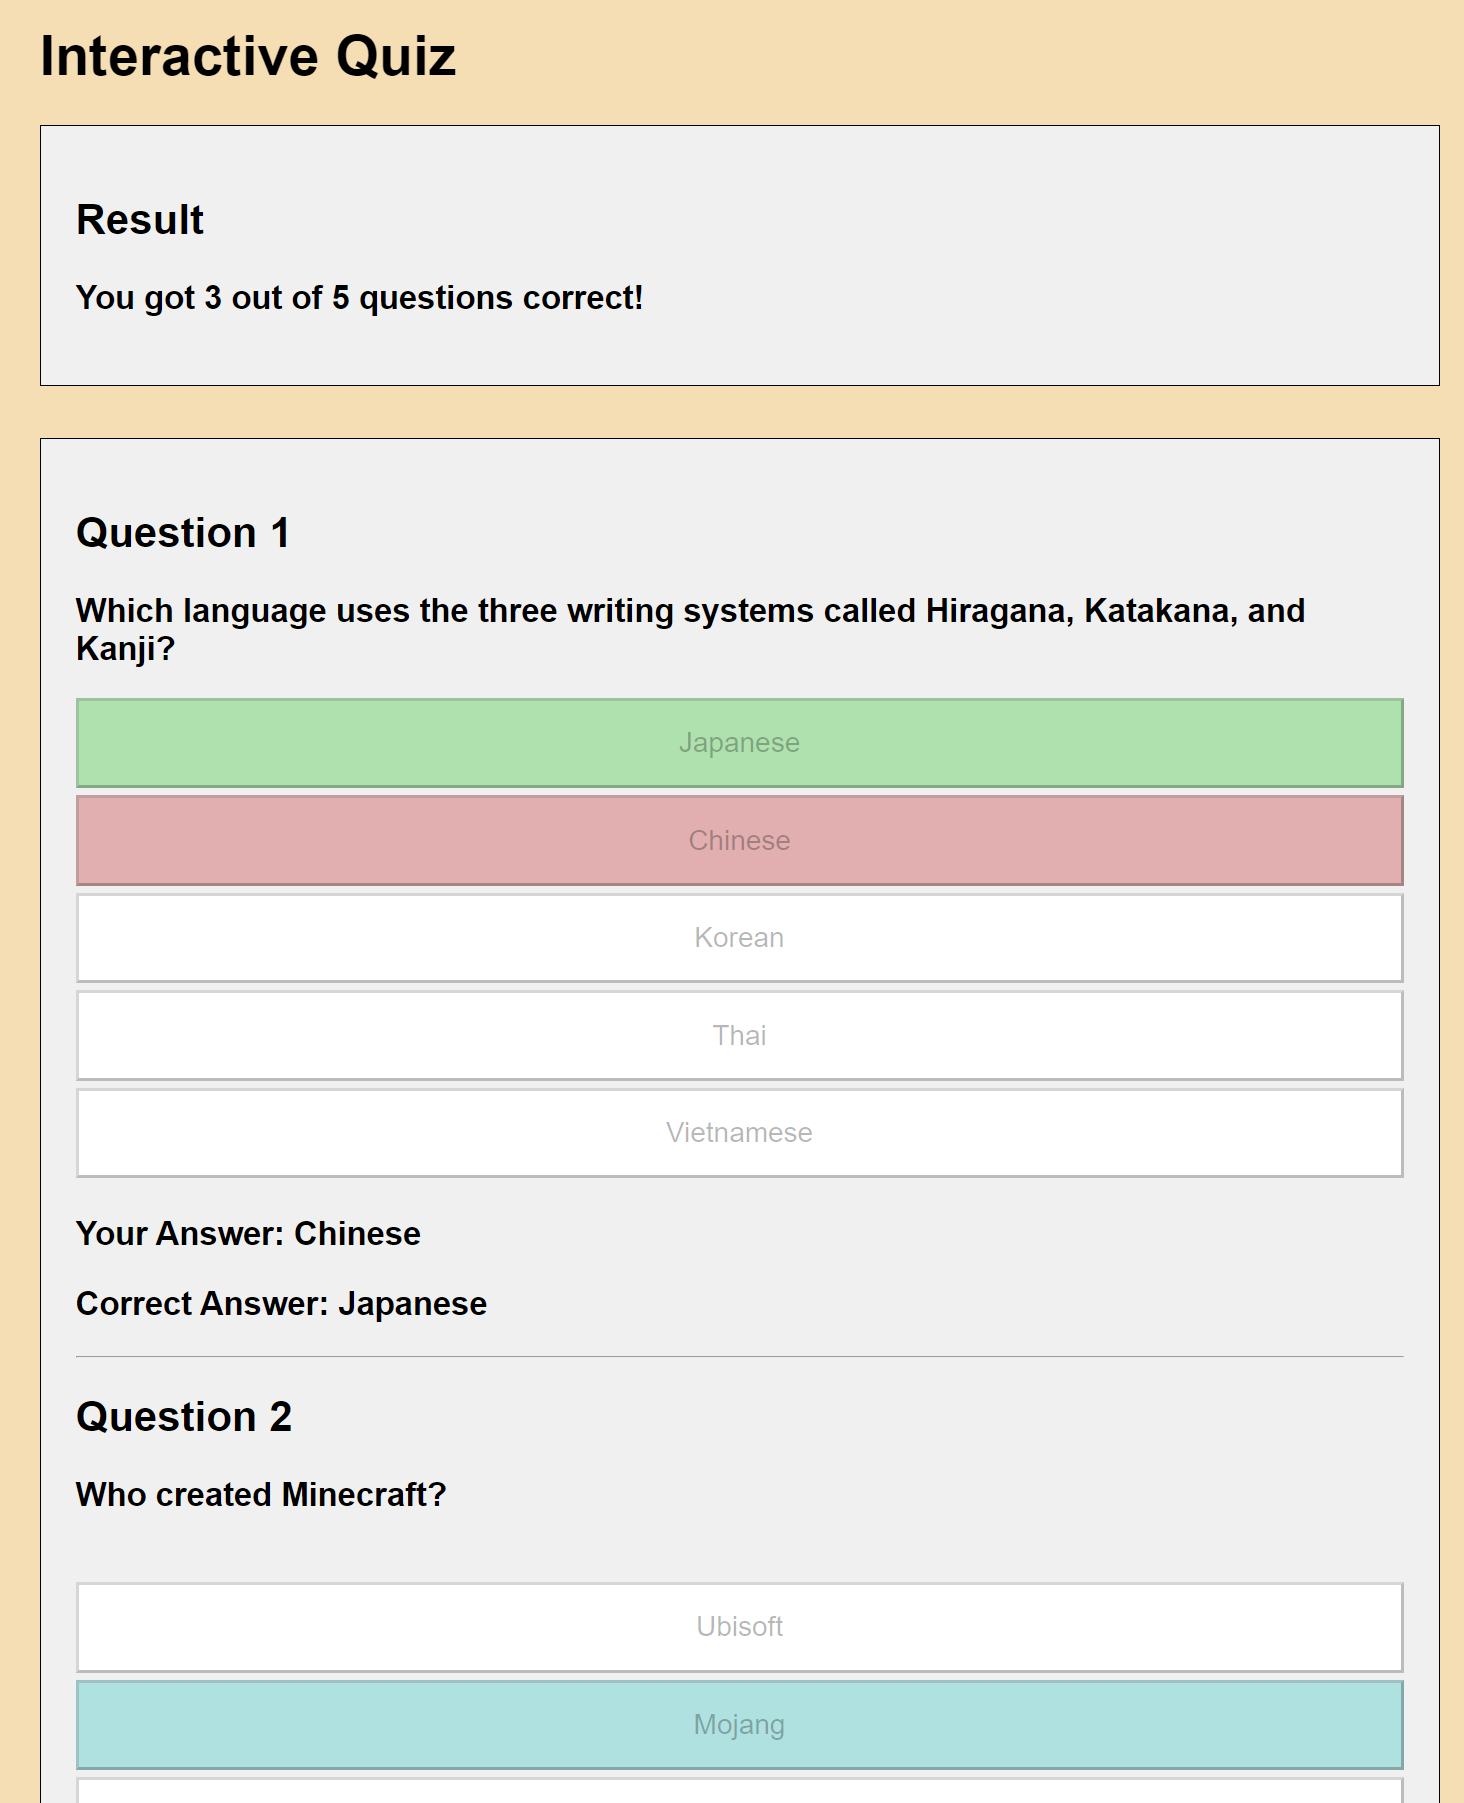 Interactive Quiz
Result
You got 3 out of 5 questions correct!
Question 1
Which language uses the three writing systems called Hiragana, Katakana, and
Kanji?
Japanese
Chinese
Korean
Thai
Vietnamese
Your Answer: Chinese
Correct Answer: Japanese
Question 2
Who created Minecraft?
Ubisoft
Mojang